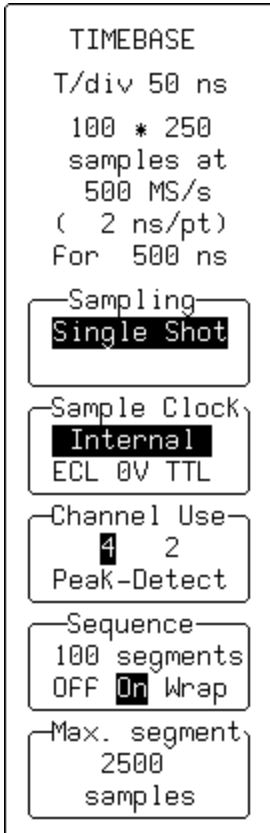 TIMEBASE
T/div 50 ns
100 * 250
samples at
500 MS/s
( 2 ns/pt)
For 500 ns
Sampling
Single Shot
Sample Clock
Internal
ECL 0V TTL
Channel Use
4 2
Peak-Detect
Sequence
100 segments
OFF On Wrap
Max. segment
2500
samples